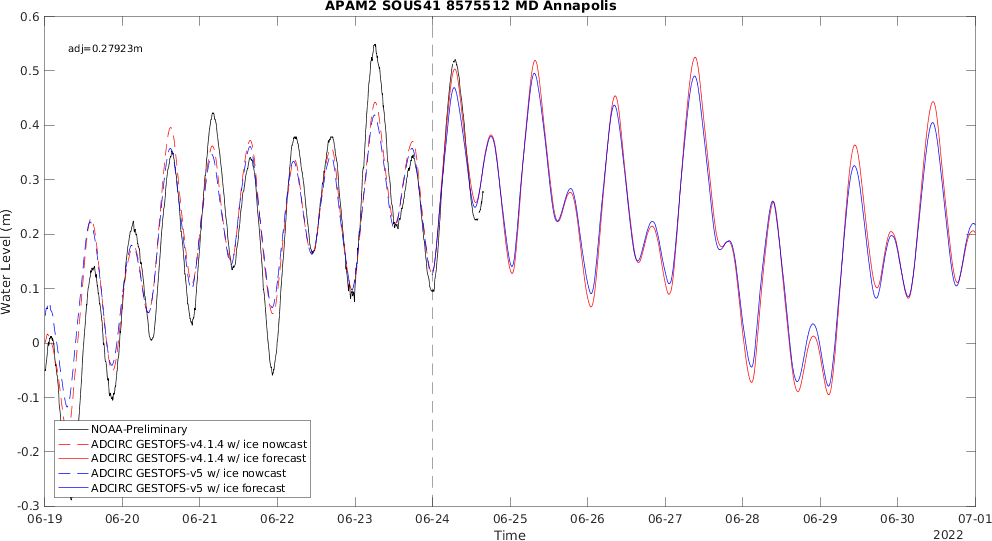 APAM2 SOUS41 8575512 MD Annapolis
adj=0.27923m
Water Level (m)
0.6
0.5
0.4
0.3
0.2
0.1
0
-0.1
-0.2
-0.3
NOAA-Preliminary
ADCIRC GESTOFS-v4.1.4 w/ ice nowcast
ADCIRC GESTOFS-v4.1.4 w/ ice forecast
ADCIRC GESTOFS-v5 w/ ice nowcast
ADCIRC GESTOFS-v5 w/ ice forecast
06-19 06-20 06-21 06-22 06-23 06-24 06-25 06-26 06-27 06-28 06-29 06-30 07-01
Time
2022